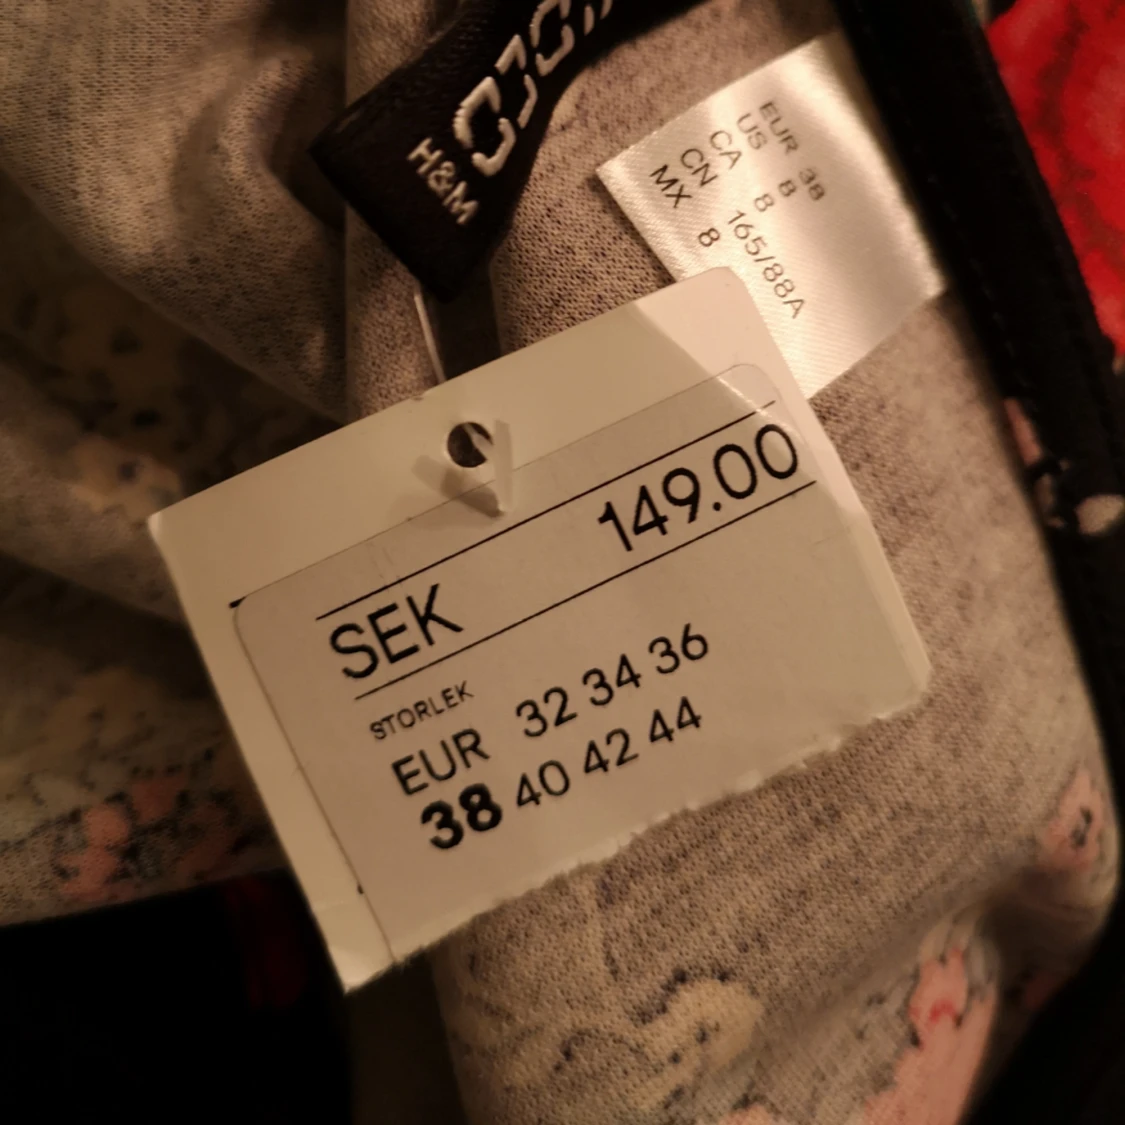 H&M
EUR 38
US 8
CA 8
CN 165/88A
MX 8
SEK 149.00
STORLEK
EUR 32 34 36
38 40 42 44